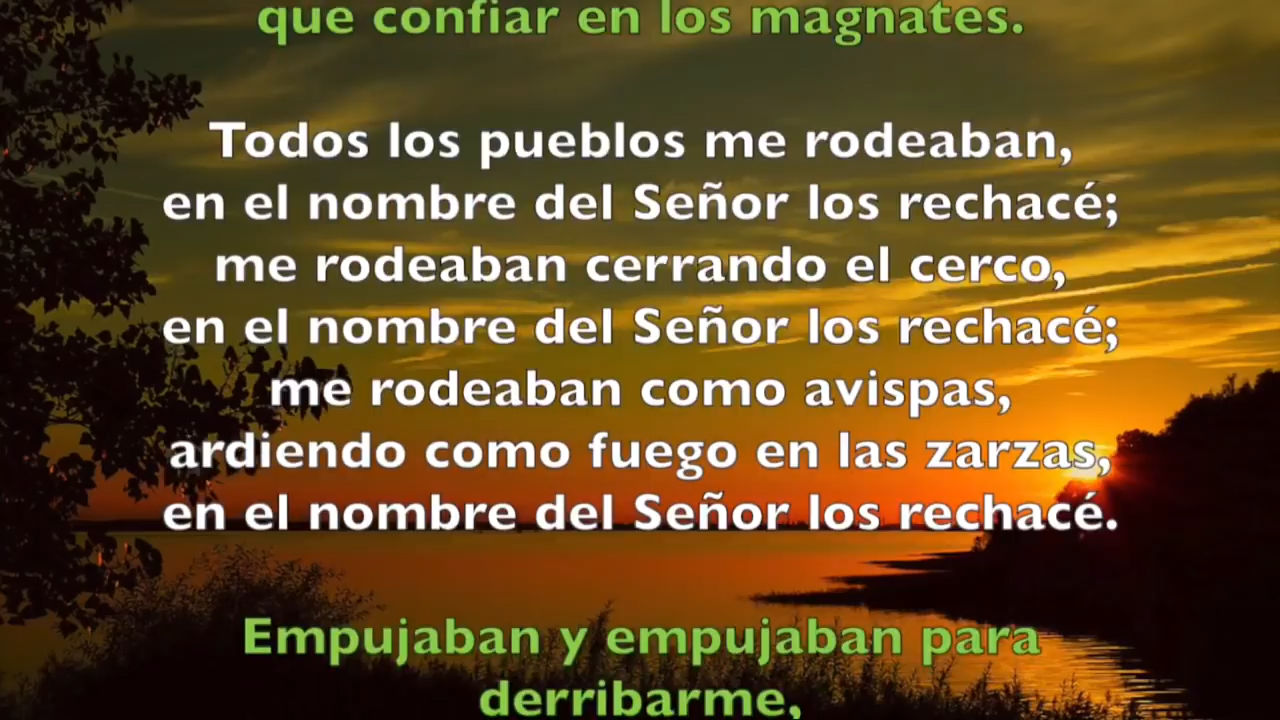 que confiar en los magnates.
Todos los pueblos me rodeaban,
en el nombre del Señor los rechacé;
me rodeaban cerrando el cerco,
en el nombre del Señor los rechacé;
me rodeaban como avispas,
ardiendo como fuego en las zarzas,
en el nombre del Señor los rechacé.
Empujaban y empujaban para
derribarme,